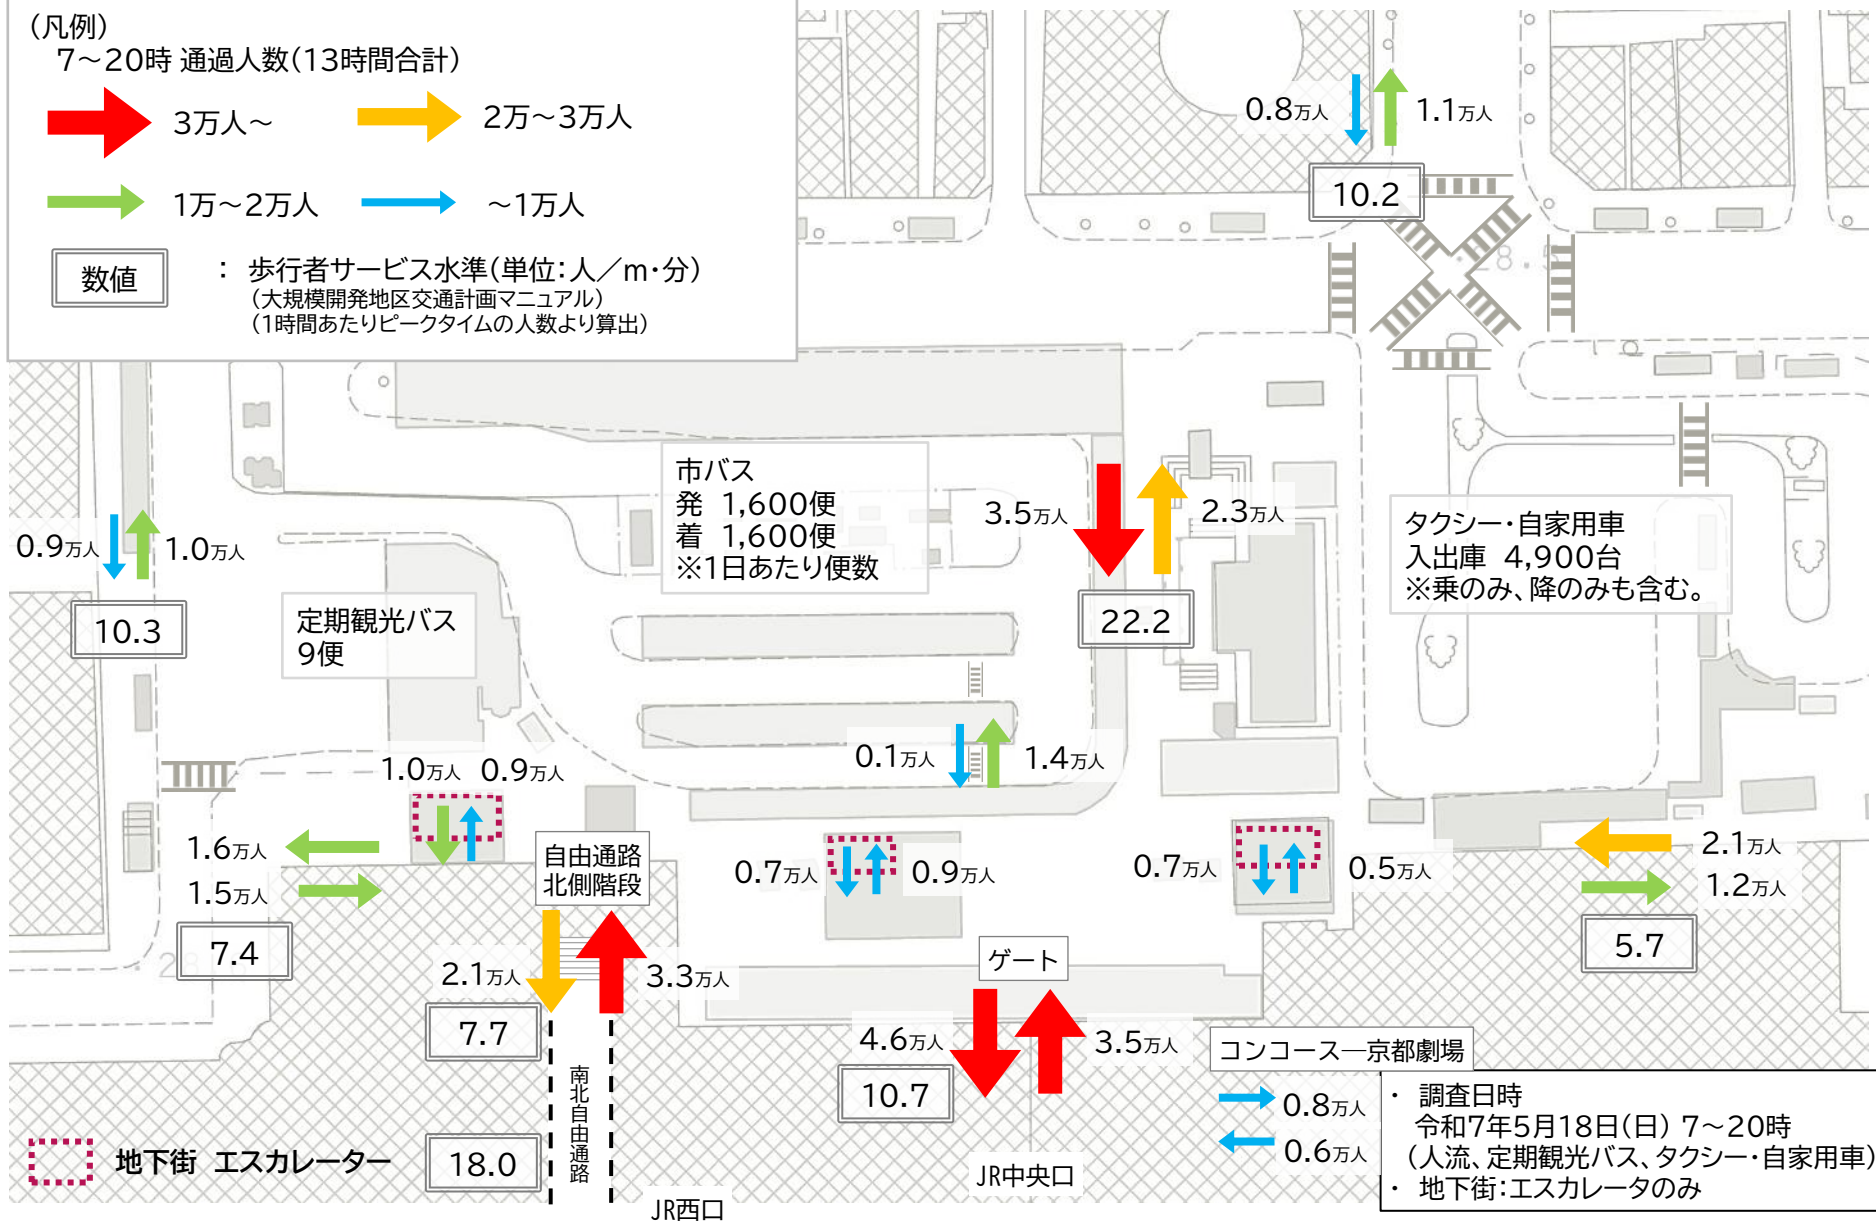 (凡例)
7～20時 通過人数(13時間合計)
3万人～
2万～3万人
1万～2万人
～1万人
数値
： 歩行者サービス水準(単位：人／m・分)
(大規模開発地区交通計画マニュアル)
(1時間あたりピークタイムの人数より算出)
0.8万人
1.1万人
10.2
28.5
市バス
発 1,600便
着 1,600便
※1日あたり便数
3.5万人
2.3万人
22.2
タクシー・自家用車
入出庫 4,900台
※乗のみ、降のみも含む。
0.9万人
1.0万人
10.3
定期観光バス
9便
0.1万人
1.4万人
1.0万人
0.9万人
1.6万人
1.5万人
7.4
自由通路
北側階段
0.7万人
0.9万人
0.7万人
0.5万人
2.1万人
1.2万人
5.7
2.1万人
3.3万人
7.7
ゲート
4.6万人
3.5万人
10.7
コンコース―京都劇場
0.8万人
0.6万人
南北自由通路
18.0
地下街 エスカレーター
JR西口
JR中央口
・ 調査日時
令和7年5月18日(日) 7～20時
(人流、定期観光バス、タクシー・自家用車)
・ 地下街：エスカレータのみ